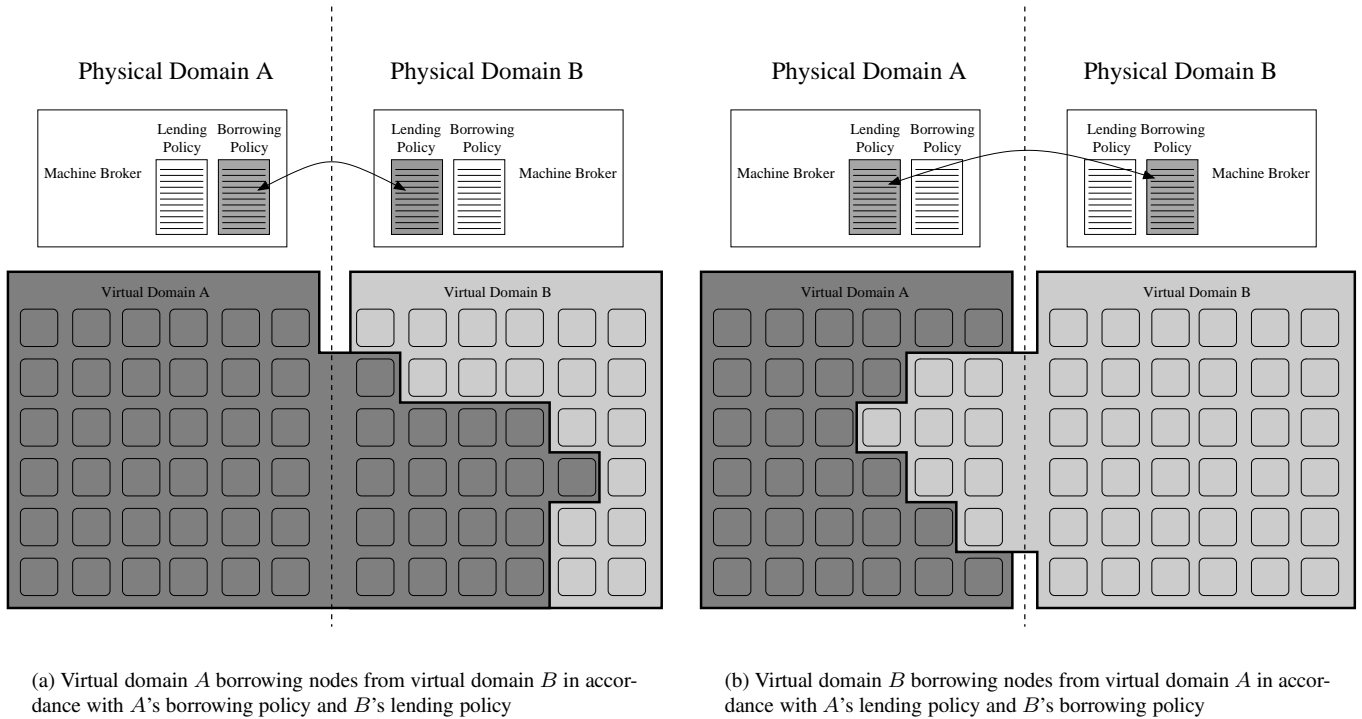 Physical Domain A
Physical Domain B
Lending Borrowing
Policy Policy
Machine Broker
Lending Borrowing
Policy Policy
Machine Broker
Virtual Domain A
Virtual Domain B
(a) Virtual domain A borrowing nodes from virtual domain B in accor-
dance with A's borrowing policy and B's lending policy
Physical Domain A
Physical Domain B
Lending Borrowing
Policy Policy
Machine Broker
Lending Borrowing
Policy Policy
Machine Broker
Virtual Domain A
Virtual Domain B
(b) Virtual domain B borrowing nodes from virtual domain A in accor-
dance with A's lending policy and B's borrowing policy